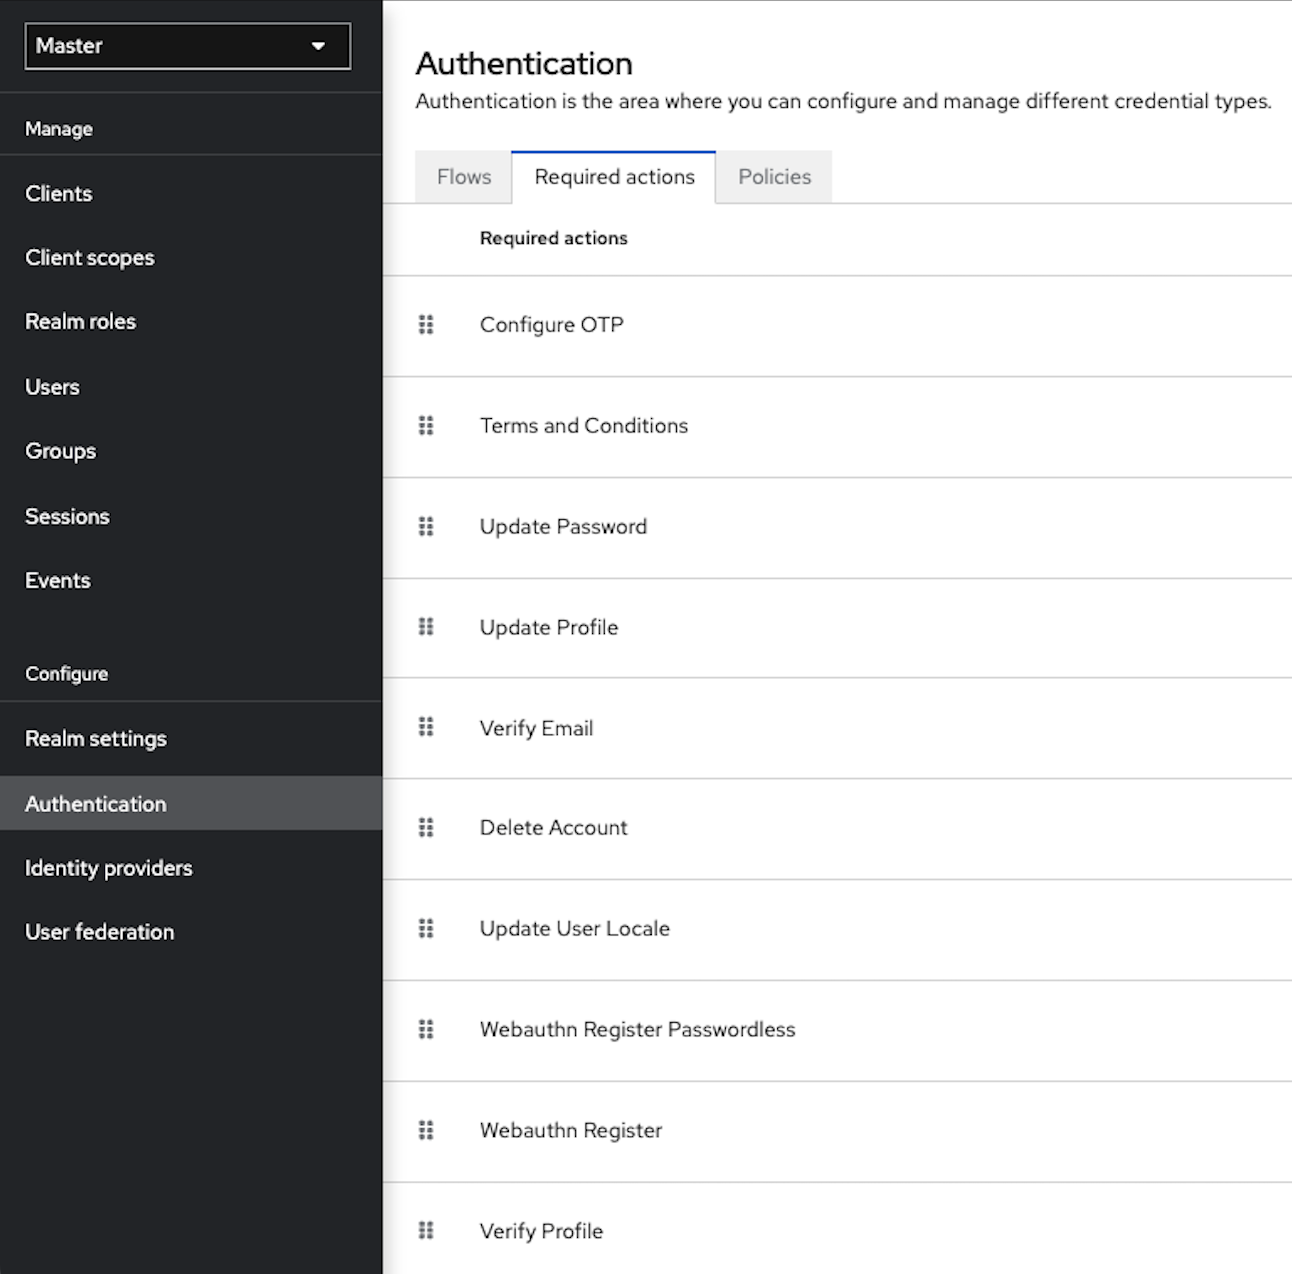 Master
Manage
Clients
Client scopes
Realm roles
Users
Groups
Sessions
Events
Configure
Realm settings
Authentication
Identity providers
User federation
Authentication
Authentication is the area where you can configure and manage different credential types.
Flows Required actions Policies
Required actions
Configure OTP
Terms and Conditions
Update Password
Update Profile
Verify Email
Delete Account
Update User Locale
Webauthn Register Passwordless
Webauthn Register
Verify Profile